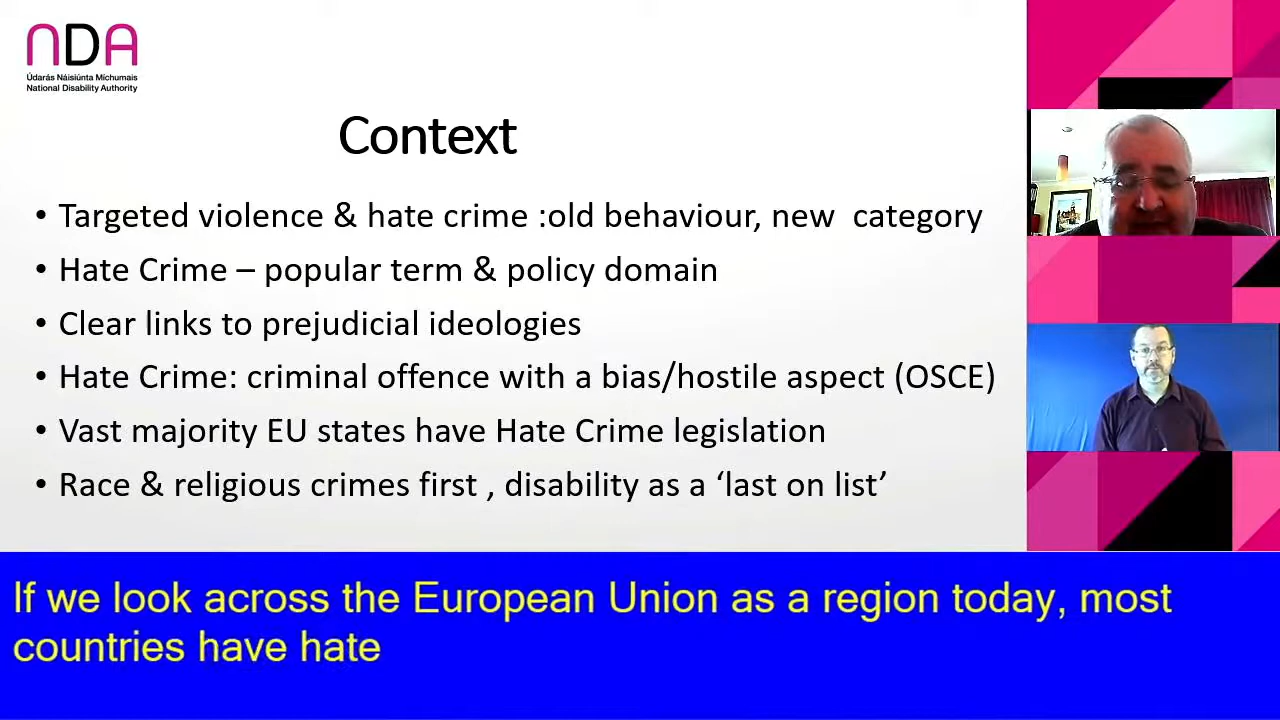 NDA
Údarás Náisiúnta Míchumais
National Disability Authority
Context
• Targeted violence & hate crime :old behaviour, new category
• Hate Crime – popular term & policy domain
• Clear links to prejudicial ideologies
• Hate Crime: criminal offence with a bias/hostile aspect (OSCE)
• Vast majority EU states have Hate Crime legislation
• Race & religious crimes first , disability as a ‘last on list’
If we look across the European Union as a region today, most
countries have hate